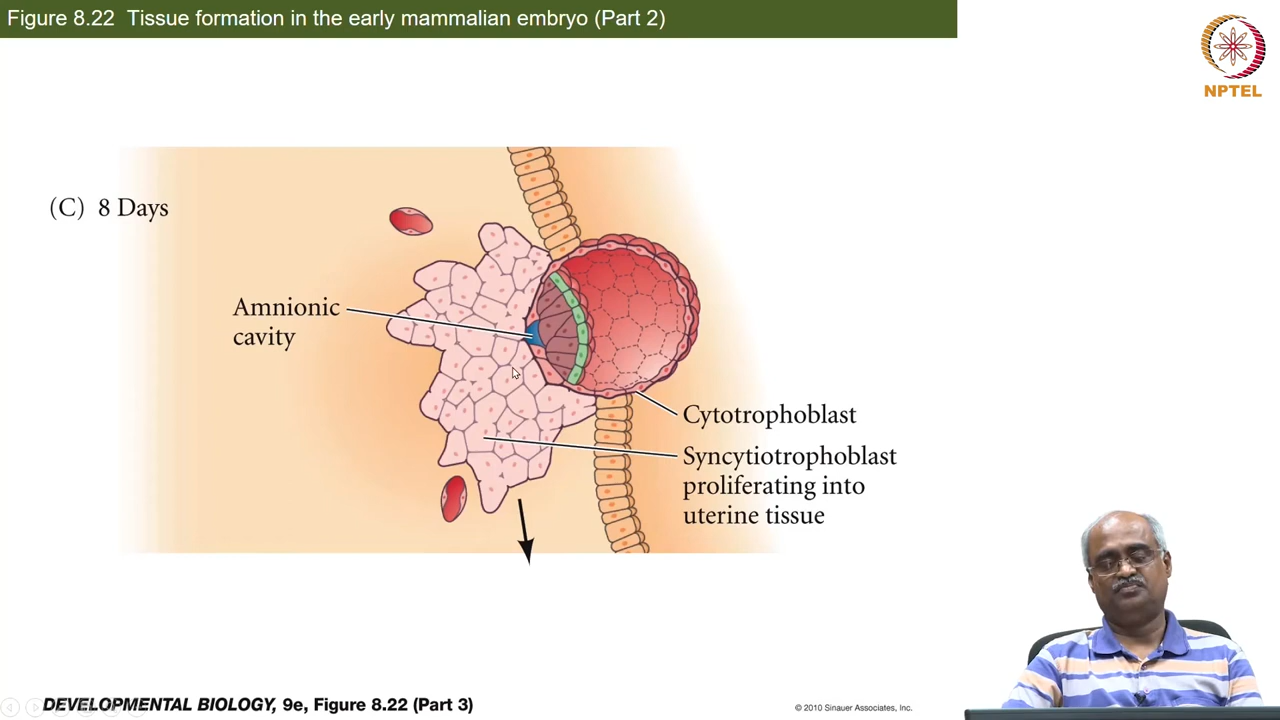 Figure 8.22 Tissue formation in the early mammalian embryo (Part 2)
NPTEL
(C) 8 Days
Amnionic
cavity
Cytotrophoblast
Syncytiotrophoblast
proliferating into
uterine tissue
DEVELOPMENTAL BIOLOGY, 9e, Figure 8.22 (Part 3)
© 2010 Sinauer Associates, Inc.